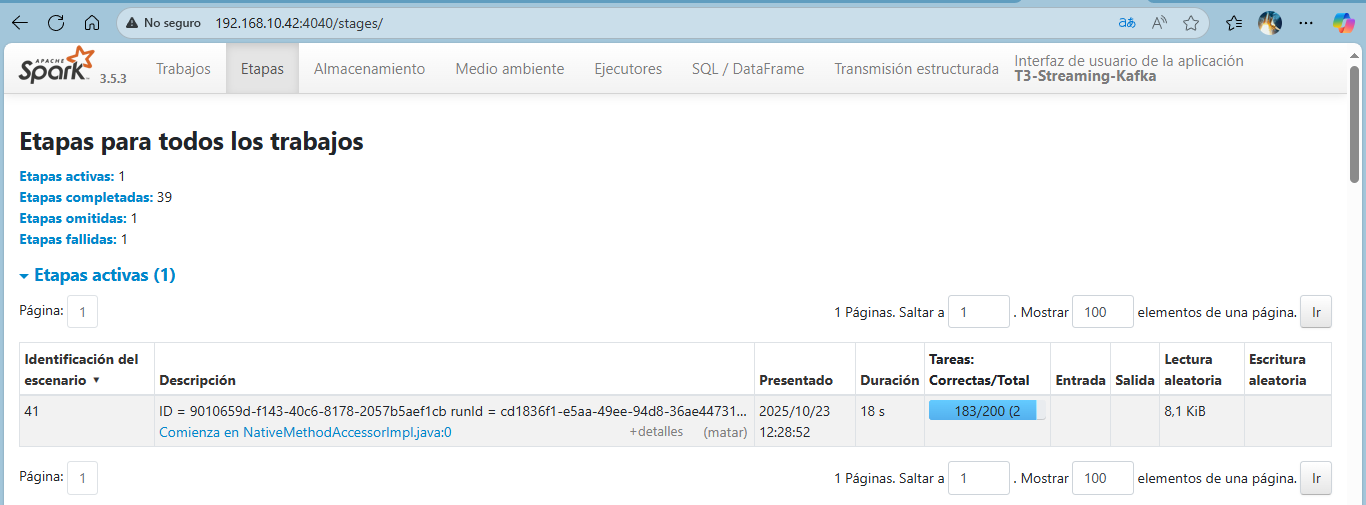 No seguro 192.168.10.42:4040/stages/
APACHE Spark 3.5.3 Trabajos Etapas Almacenamiento Medio ambiente Ejecutores SQL / DataFrame Transmisión estructurada Interfaz de usuario de la aplicación
T3-Streaming-Kafka
Etapas para todos los trabajos
Etapas activas: 1
Etapas completadas: 39
Etapas omitidas: 1
Etapas fallidas: 1
Etapas activas (1)
Página: 1 1 Páginas. Saltar a 1 . Mostrar 100 elementos de una página. Ir
Identificación del escenario Descripción Presentado Duración Tareas: Correctas/Total Entrada Salida Lectura aleatoria Escritura aleatoria
41 ID = 9010659d-f143-40c6-8178-2057b5aef1cb runId = cd1836f1-e5aa-49ee-94d8-36ae44731... 2025/10/23 18 s 183/200 (2 8,1 KiB
Comienza en NativeMethodAccessorImpl.java:0 +detalles (matar) 12:28:52
Página: 1 1 Páginas. Saltar a 1 . Mostrar 100 elementos de una página. Ir